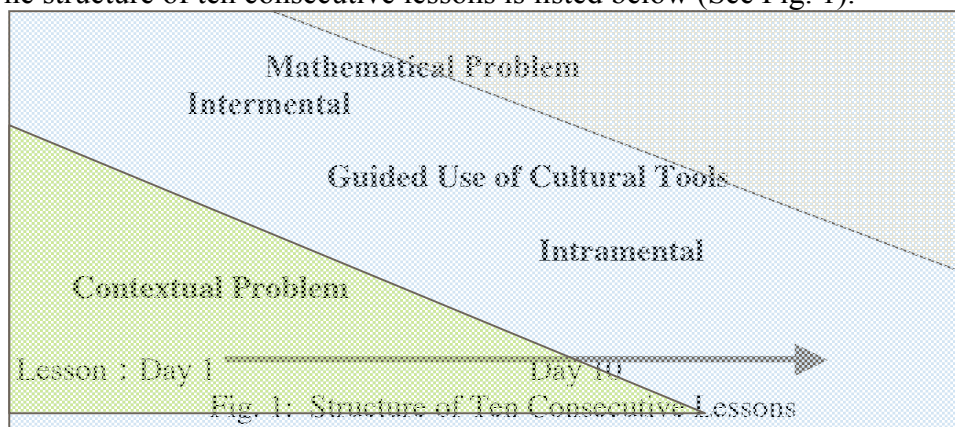 ne structure of ten consecutive lessons is listed below (See Fig. 1).
Mathematical Problem
Intermental
Guided Use of Cultural Tools
Intramental
Contextual Problem
Lesson : Day 1 Day 10
Fig. 1: Structure of Ten Consecutive Lessons